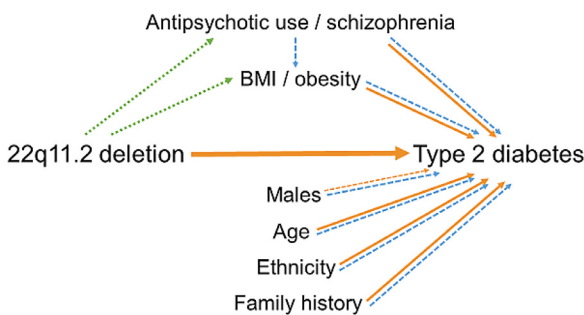 Antipsychotic use / schizophrenia
BMI / obesity
22q11.2 deletion
Type 2 diabetes
Males
Age
Ethnicity
Family history